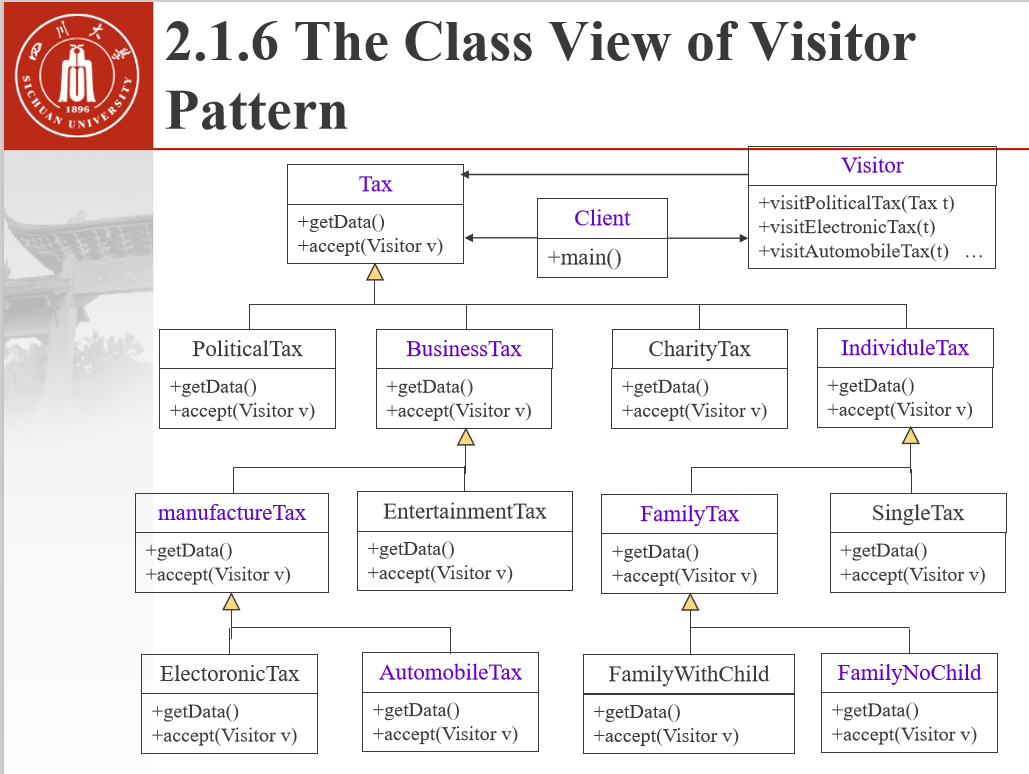 四川大學
SICHUAN UNIVERSITY
1896
2.1.6 The Class View of Visitor
Pattern
Tax
+getData()
+accept(Visitor v)
Client
+main()
Visitor
+visitPoliticalTax(Tax t)
+visitElectronicTax(t)
+visitAutomobileTax(t) …
PoliticalTax
+getData()
+accept(Visitor v)
BusinessTax
+getData()
+accept(Visitor v)
CharityTax
+getData()
+accept(Visitor v)
IndividuleTax
+getData()
+accept(Visitor v)
manufactureTax
+getData()
+accept(Visitor v)
EntertainmentTax
+getData()
+accept(Visitor v)
FamilyTax
+getData()
+accept(Visitor v)
SingleTax
+getData()
+accept(Visitor v)
ElectoronicTax
+getData()
+accept(Visitor v)
AutomobileTax
+getData()
+accept(Visitor v)
FamilyWithChild
+getData()
+accept(Visitor v)
FamilyNoChild
+getData()
+accept(Visitor v)